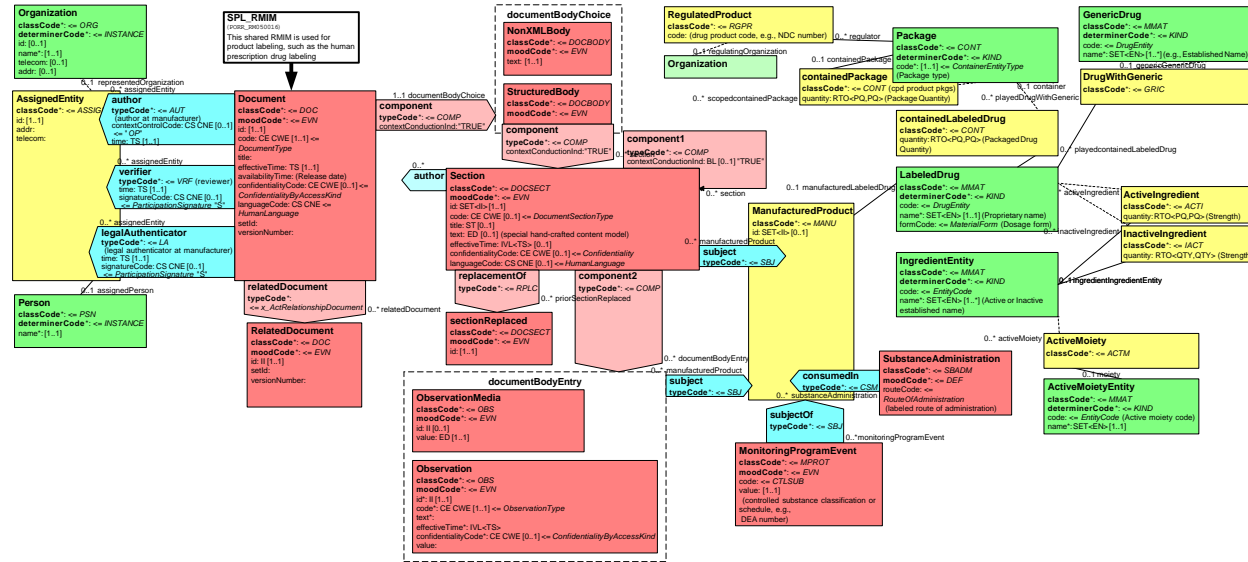 Organization
classCode*: <= ORG
determinerCode*: <= INSTANCE
id: [0..1]
name*: [1..1]
telecom: [0..1]
addr: [0..1]
0..1 representedOrganization
AssignedEntity
classCode*: <= ASSIG
id: [1..1]
addr:
telecom:
0..* assignedEntity
author
typeCode*: <= AUT
(author at manufacturer)
contextControlCode: CS CNE [0..1]
<= "OP"
time: TS [1..1]
0..* assignedEntity
verifier
typeCode*: <= VRF (reviewer)
time: TS [1..1]
signatureCode: CS CNE [0..1]
<= ParticipationSignature "S"
0..* assignedEntity
legalAuthenticator
typeCode*: <= LA
(legal authenticator at manufacturer)
time: TS [1..1]
signatureCode: CS CNE [0..1]
<= ParticipationSignature "S"
0..1 assignedPerson
Person
classCode*: <= PSN
determinerCode*: <= INSTANCE
name*: [1..1]
SPL_RMIM
(PORR_RM050016)
This shared RMIM is used for
product labeling, such as the human
prescription drug labeling
Document
classCode*: <= DOC
moodCode*: <= EVN
id: [1..1]
code: CE CWE [1..1] <=
DocumentType
title:
effectiveTime: TS [1..1]
availabilityTime: (Release date)
confidentialityCode: CE CWE [0..1] <=
ConfidentialityByAccessKind
languageCode: CS CNE <=
HumanLanguage
setId:
versionNumber:
relatedDocument
typeCode*:
<= x_ActRelationshipDocument
0..* relatedDocument
RelatedDocument
classCode*: <= DOC
moodCode*: <= EVN
id: II [1..1]
setId:
versionNumber:
1..1 documentBodyChoice
component
typeCode*: <= COMP
contextConductionInd:"TRUE"
documentBodyChoice
NonXMLBody
classCode*: <= DOCBODY
moodCode*: <= EVN
text: [1..1]
StructuredBody
classCode*: <= DOCBODY
moodCode*: <= EVN
component
typeCode*: <= COMP
contextConductionInd:"TRUE"
0..* section
component1
typeCode*: <= COMP
contextConductionInd: BL [0..1] "TRUE"
0..* section
author
Section
classCode*: <= DOCSECT
moodCode*: <= EVN
id: SET<II> [1..1]
code: CE CWE [0..1] <= DocumentSectionType
title: ST [0..1]
text: ED [0..1] (special hand-crafted content model)
effectiveTime: IVL<TS> [0..1]
confidentialityCode: CE CWE [0..1] <= Confidentiality
languageCode: CS CNE [0..1] <= HumanLanguage
replacementOf
typeCode*: <= RPLC
0..* priorSectionReplaced
sectionReplaced
classCode*: <= DOCSECT
moodCode*: <= EVN
id: [1..1]
component2
typeCode*: <= COMP
0..* documentBodyEntry
documentBodyEntry
ObservationMedia
classCode*: <= OBS
moodCode*: <= EVN
id: II [0..1]
value: ED [1..1]
Observation
classCode*: <= OBS
moodCode*: <= EVN
id*: II [1..1]
code*: CE CWE [1..1] <= ObservationType
text*:
effectiveTime*: IVL<TS>
confidentialityCode*: CE CWE [0..1] <= ConfidentialityByAccessKind
value:
0..* manufacturedProduct
subject
typeCode*: <= SBJ
0..* manufacturedProduct
subject
typeCode*: <= SBJ
ManufacturedProduct
classCode*: <= MANU
id: SET<II> [0..1]
0..1 manufacturedLabeledDrug
consumedIn
typeCode*: <= CSM
0..* substanceAdministration
SubstanceAdministration
classCode*: <= SBADM
moodCode*: <= DEF
routeCode: <=
RouteOfAdministration
(labeled route of administration)
subjectOf
typeCode*: <= SBJ
0..*monitoringProgramEvent
MonitoringProgramEvent
classCode*: <= MPROT
moodCode*: <= EVN
code: <= CTLSUB
value: [1..1]
(controlled substance classification or
schedule, e.g.,
DEA number)
RegulatedProduct
classCode*: <= RGPR
code: (drug product code, e.g., NDC number)
0..* regulator
0..1 regulatingOrganization
Organization
0..* scopedcontainedPackage
0..* containedPackage
containedPackage
classCode*: <= CONT (cpd product pkgs)
quantity: RTO<PQ,PQ> (Package Quantity)
Package
classCode*: <= CONT
determinerCode*: <= KIND
code*: [1..1] <= ContainerEntityType
(Package type)
0..1 container
GenericDrug
classCode*: <= MMAT
determinerCode*: <= KIND
code: <= DrugEntity
name*: SET<EN> [1..*] (e.g., Established Name)
0..1 genericGenericDrug
DrugWithGeneric
classCode*: <= GRIC
0..* playedDrugWithGeneric
containedLabeledDrug
classCode*: <= CONT
quantity:RTO<PQ,PQ> (Packaged Drug
Quantity)
0..* playedcontainedLabeledDrug
LabeledDrug
classCode*: <= MMAT
determinerCode*: <= KIND
code: <= DrugEntity
name*: SET<EN> [1..1] (Proprietary name)
formCode*: <= MaterialForm (Dosage form)
0..* activeIngredient
ActiveIngredient
classCode*: <= ACTI
quantity: RTO<PQ,PQ> (Strength)
0..* inactiveIngredient
InactiveIngredient
classCode*: <= IACT
quantity: RTO<QTY,QTY> (Strength)
0..1 ingredientIngredientEntity
IngredientEntity
classCode*: <= MMAT
determinerCode*: <= KIND
code: <= EntityCode
name*: SET<EN> [1..*] (Active or Inactive
established name)
0..* activeMoiety
ActiveMoiety
classCode*: <= ACTM
0..1 moiety
ActiveMoietyEntity
classCode*: <= MMAT
determinerCode*: <= KIND
code: <= EntityCode (Active moiety code)
name*: SET<EN> [1..1]